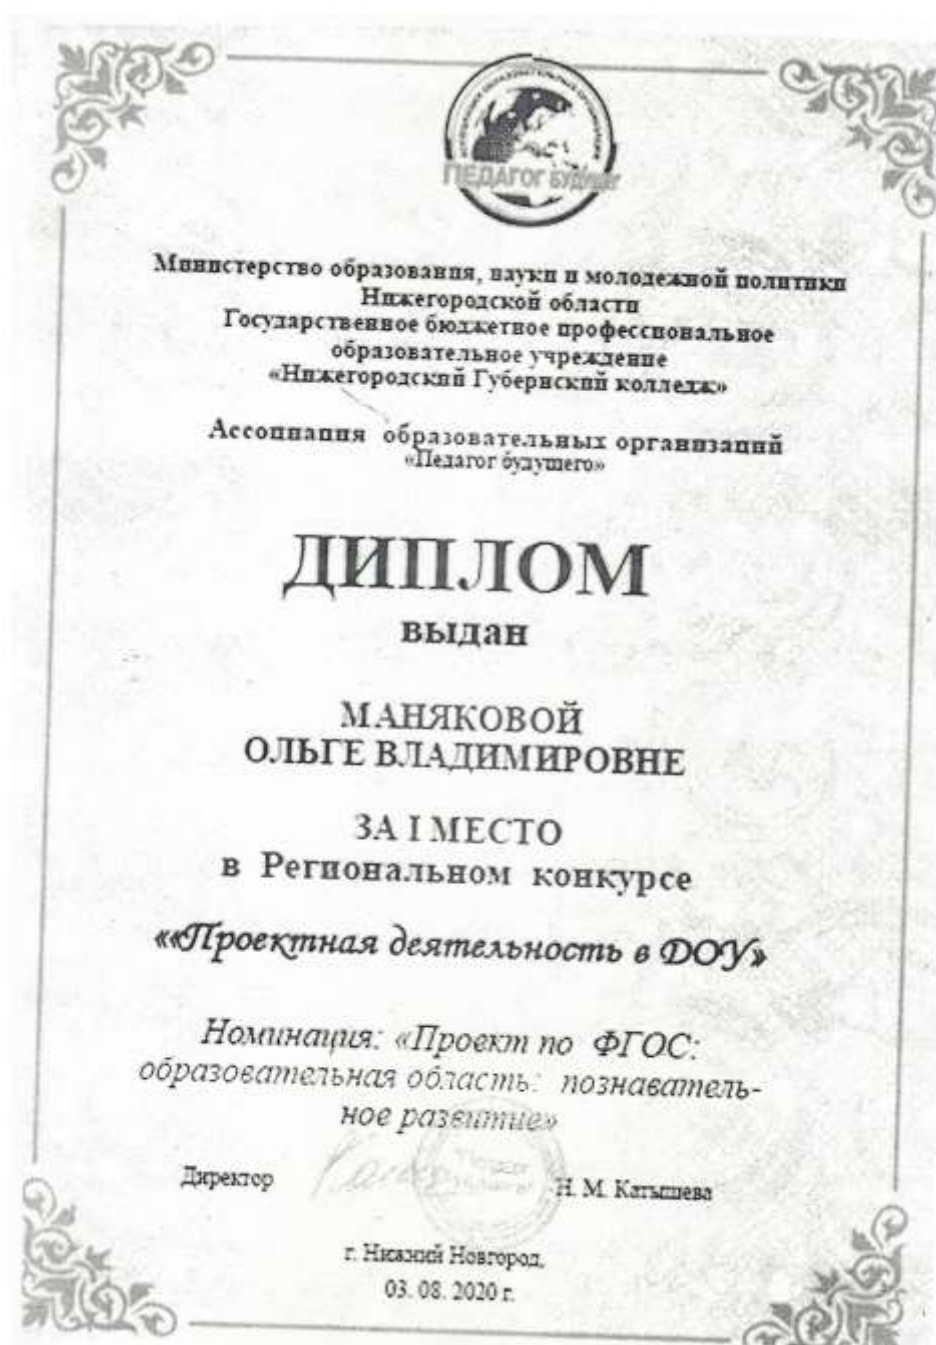 ПЕДАГОГ
Министерство образования, науки и молодежной политики
Нижегородской области
Государственное бюджетное профессиональное
образовательное учреждение
«Нижегородский Губернский колледж»
Ассоциация образовательных организаций
«Педагог будущего»
ДИПЛОМ
выдан
МАНЯКОВОЙ
ОЛЬГЕ ВЛАДИМИРОВНЕ
ЗА I МЕСТО
в Региональном конкурсе
««Проектная деятельность в ДОУ»
Номинация: «Проект по ФГОС:
образовательная область: познаватель-
ное развитие»
Директор
Н. М. Катышева
г. Нижний Новгород,
03. 08. 2020 г.